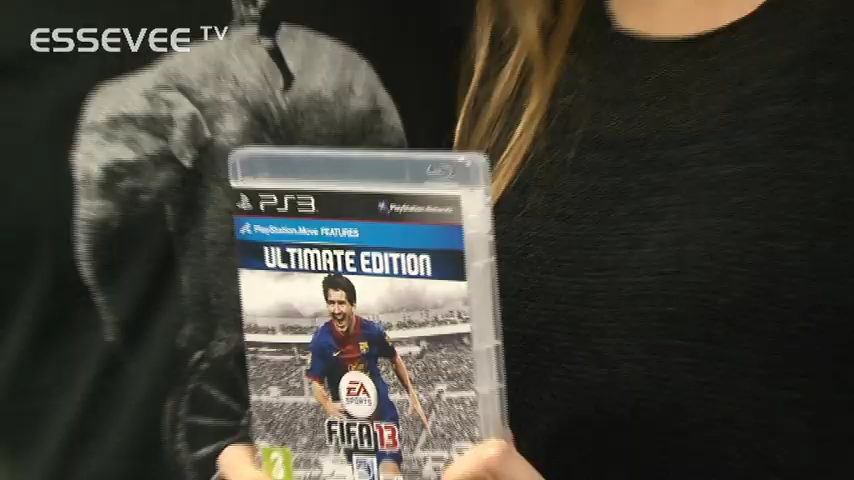 ESSEVEE TV
PS3
PlayStation Network
PlayStation Move FEATURES
ULTIMATE EDITION
EA
SPORTS
FIFA 13